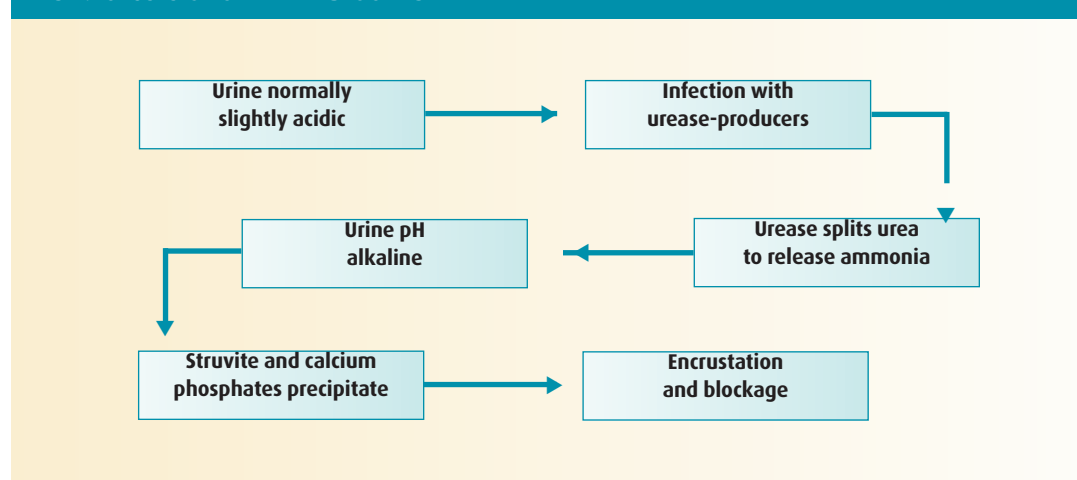 Urine normally
slightly acidic
Infection with
urease-producers
Urease splits urea
to release ammonia
Urine pH
alkaline
Struvite and calcium
phosphates precipitate
Encrustation
and blockage